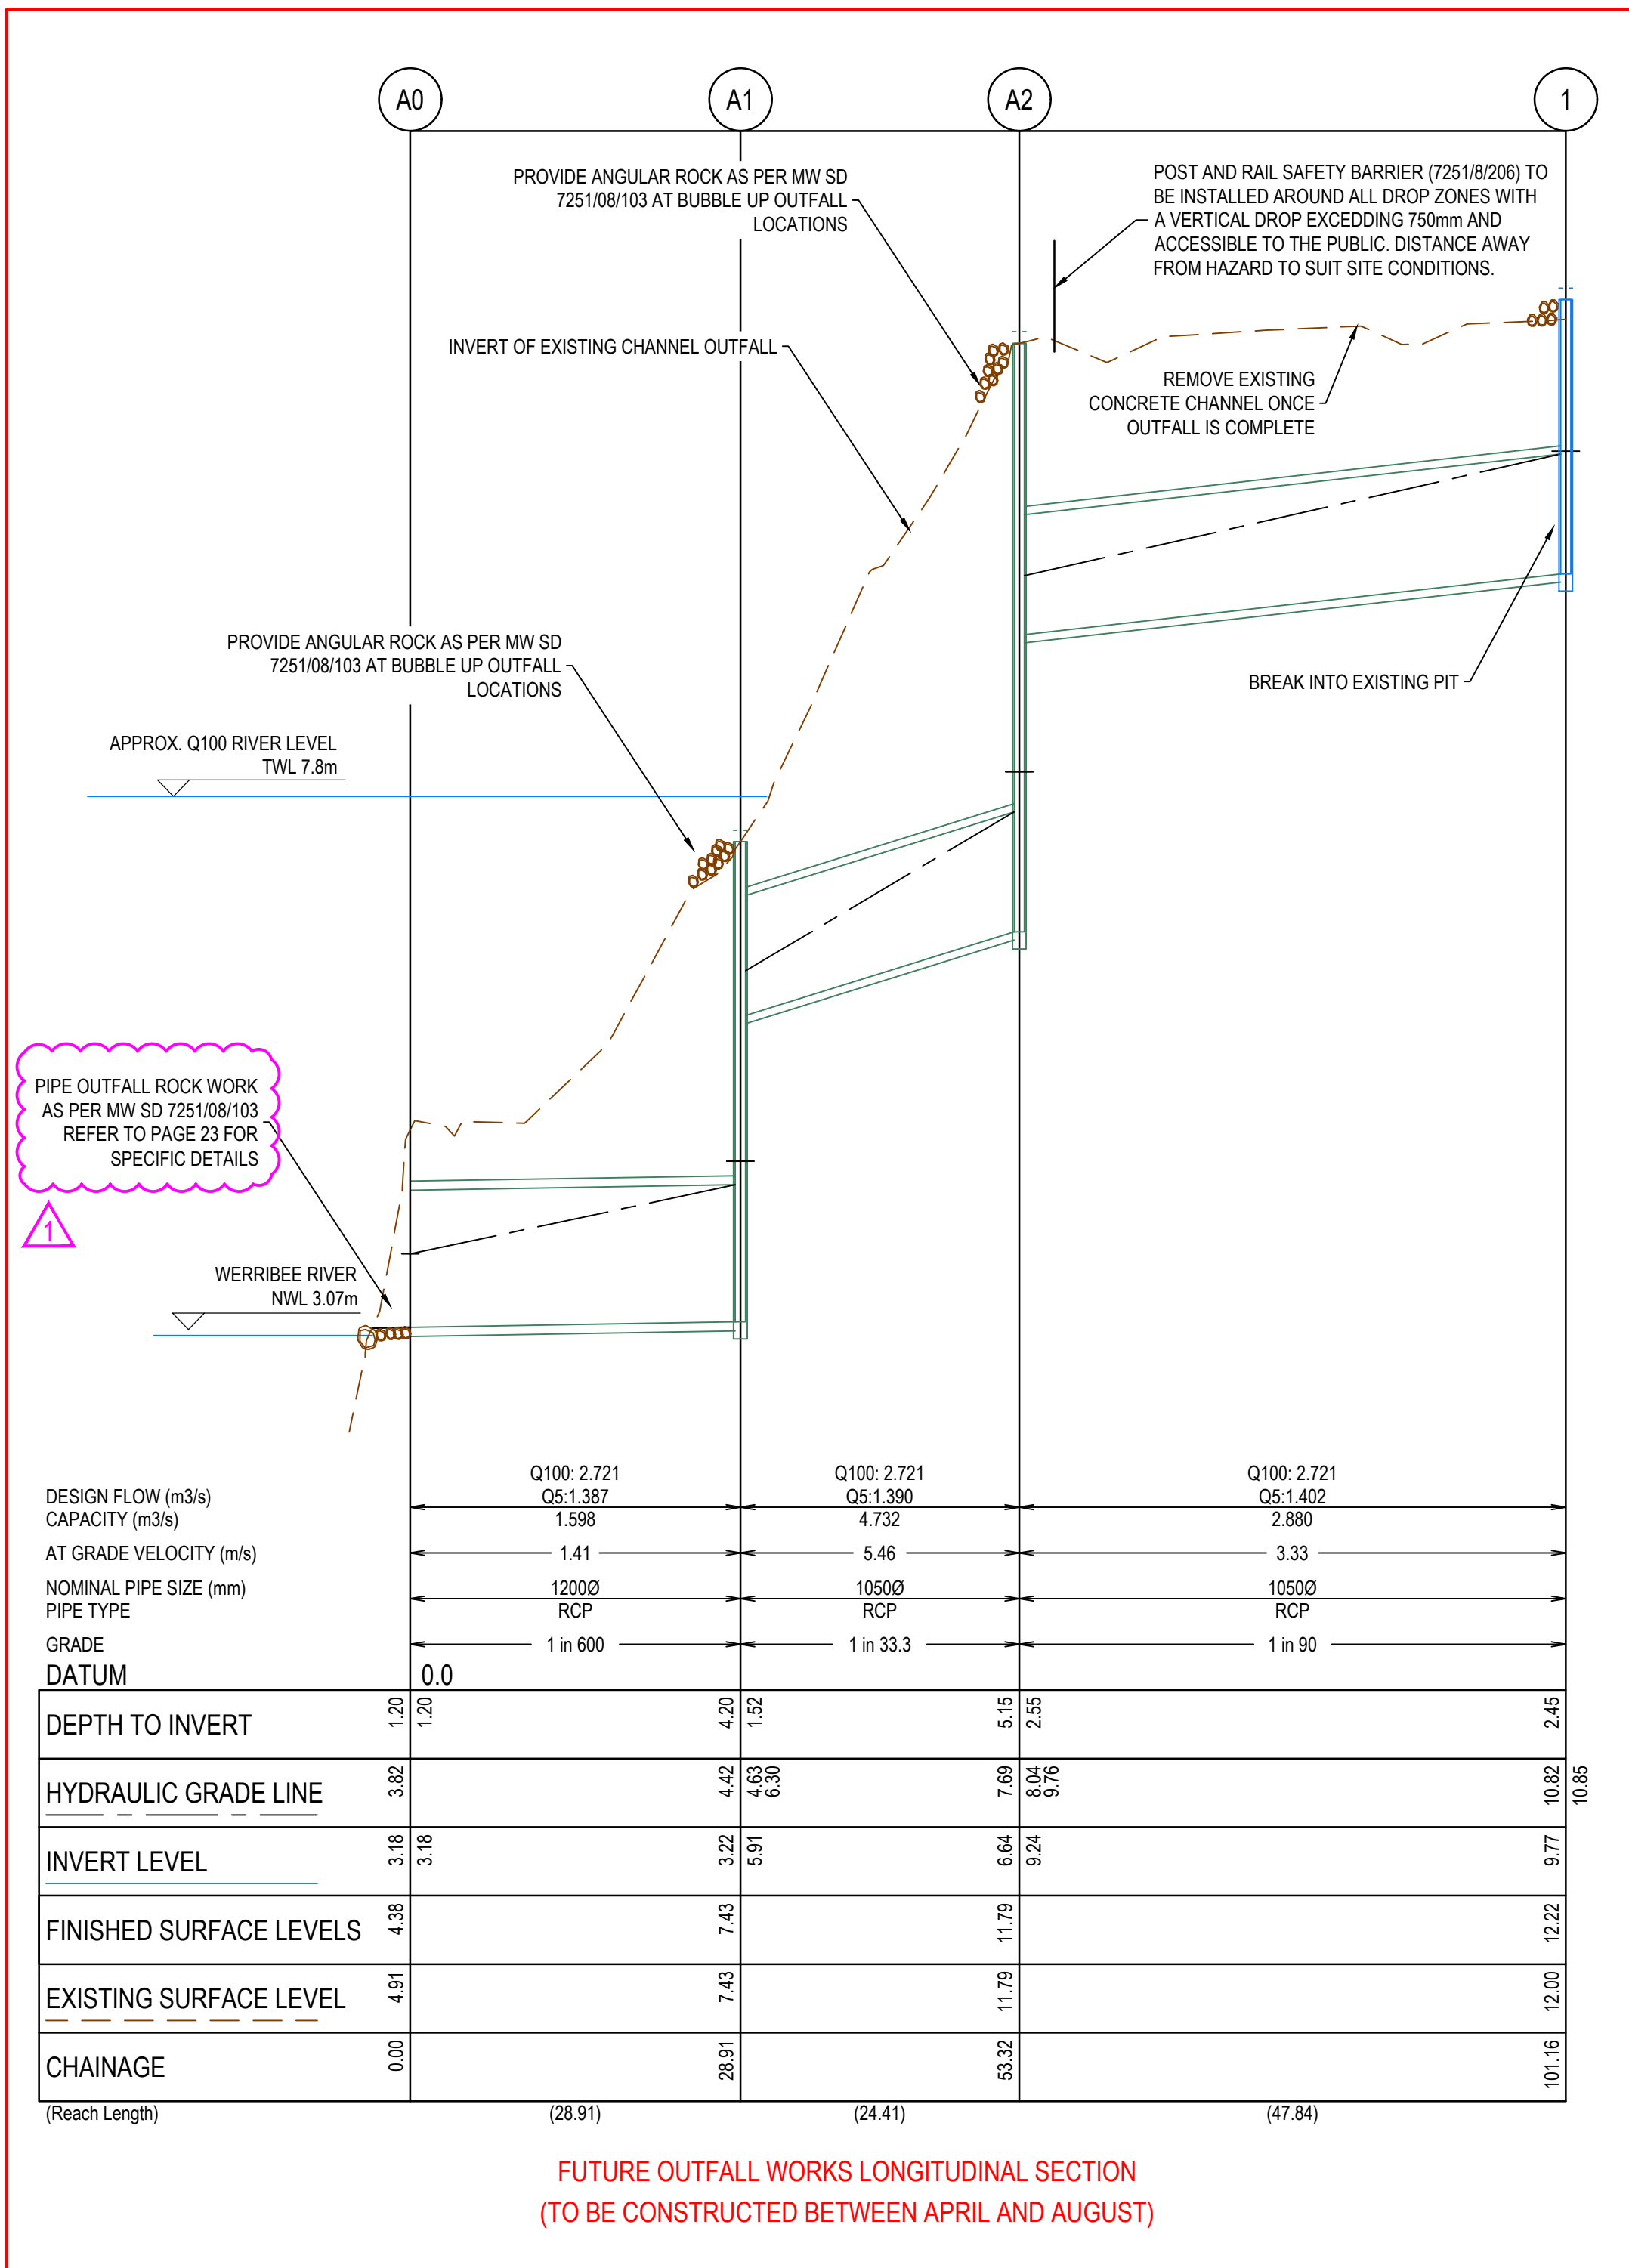 A0
A1
A2
1
PROVIDE ANGULAR ROCK AS PER MW SD
7251/08/103 AT BUBBLE UP OUTFALL
LOCATIONS
POST AND RAIL SAFETY BARRIER (7251/8/206) TO
BE INSTALLED AROUND ALL DROP ZONES WITH
A VERTICAL DROP EXCEDDING 750mm AND
ACCESSIBLE TO THE PUBLIC. DISTANCE AWAY
FROM HAZARD TO SUIT SITE CONDITIONS.
INVERT OF EXISTING CHANNEL OUTFALL
REMOVE EXISTING
CONCRETE CHANNEL ONCE
OUTFALL IS COMPLETE
PROVIDE ANGULAR ROCK AS PER MW SD
7251/08/103 AT BUBBLE UP OUTFALL
LOCATIONS
BREAK INTO EXISTING PIT
APPROX. Q100 RIVER LEVEL
TWL 7.8m
PIPE OUTFALL ROCK WORK
AS PER MW SD 7251/08/103
REFER TO PAGE 23 FOR
SPECIFIC DETAILS
1
WERRIBEE RIVER
NWL 3.07m
Q100: 2.721 Q100: 2.721 Q100: 2.721
DESIGN FLOW (m3/s) Q5:1.387 Q5:1.390 Q5:1.402
CAPACITY (m3/s) 1.598 4.732 2.880
AT GRADE VELOCITY (m/s) 1.41 5.46 3.33
NOMINAL PIPE SIZE (mm) 1200Ø 1050Ø 1050Ø
PIPE TYPE RCP RCP RCP
GRADE 1 in 600 1 in 33.3 1 in 90
DATUM 0.0
DEPTH TO INVERT 1.20 1.20 4.20 1.52 5.15 2.55 2.45
HYDRAULIC GRADE LINE 3.82 4.42 4.63 6.30 7.69 8.04 9.76 10.82 10.85
INVERT LEVEL 3.18 3.18 3.22 5.91 6.64 9.24 9.77
FINISHED SURFACE LEVELS 4.38 7.43 11.79 12.22
EXISTING SURFACE LEVEL 4.91 7.43 11.79 12.00
CHAINAGE 0.00 28.91 53.32 101.16
(Reach Length) (28.91) (24.41) (47.84)
FUTURE OUTFALL WORKS LONGITUDINAL SECTION
(TO BE CONSTRUCTED BETWEEN APRIL AND AUGUST)